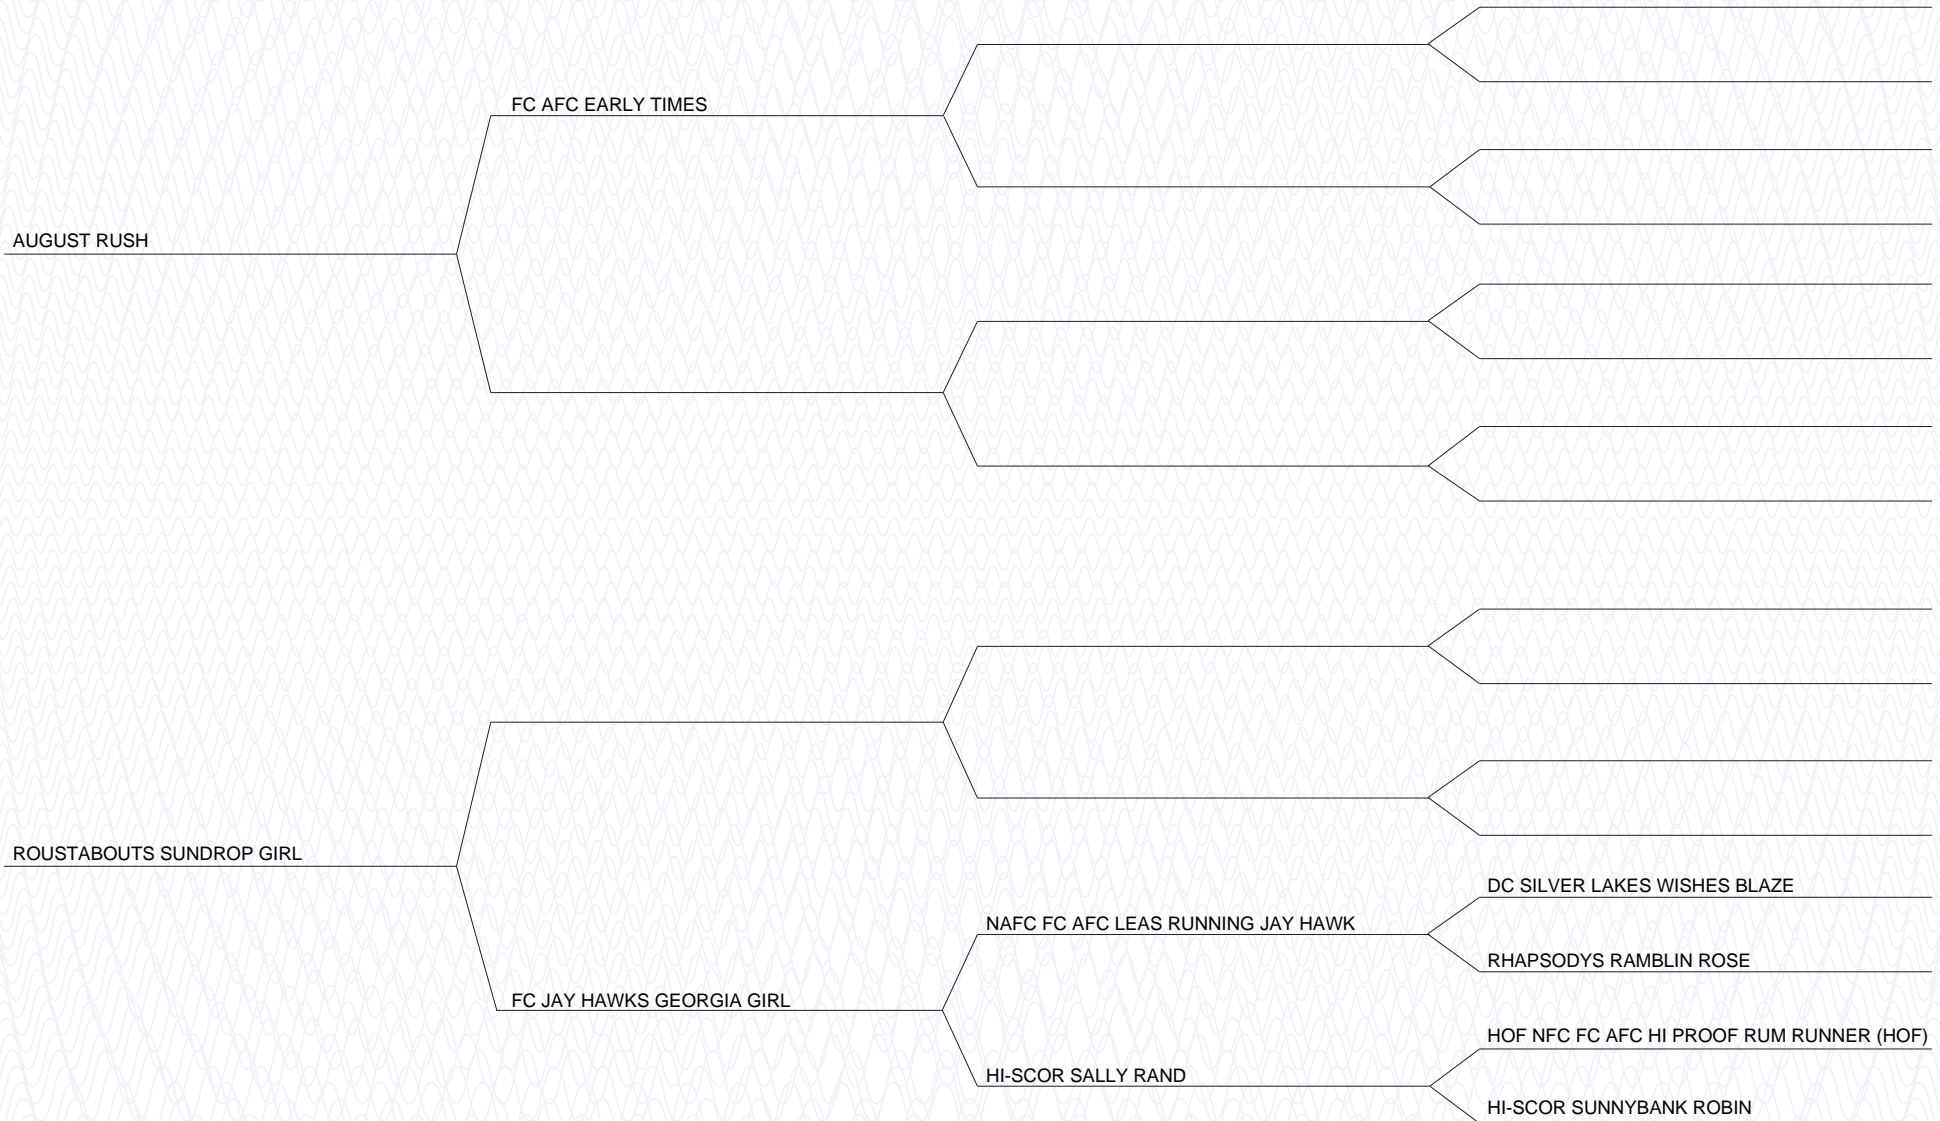 FC AFC EARLY TIMES
AUGUST RUSH
ROUSTABOUTS SUNDROP GIRL
DC SILVER LAKES WISHES BLAZE
NAFC FC AFC LEAS RUNNING JAY HAWK
RHAPSODYS RAMBLIN ROSE
FC JAY HAWKS GEORGIA GIRL
HOF NFC FC AFC HI PROOF RUM RUNNER (HOF)
HI-SCOR SALLY RAND
HI-SCOR SUNNYBANK ROBIN